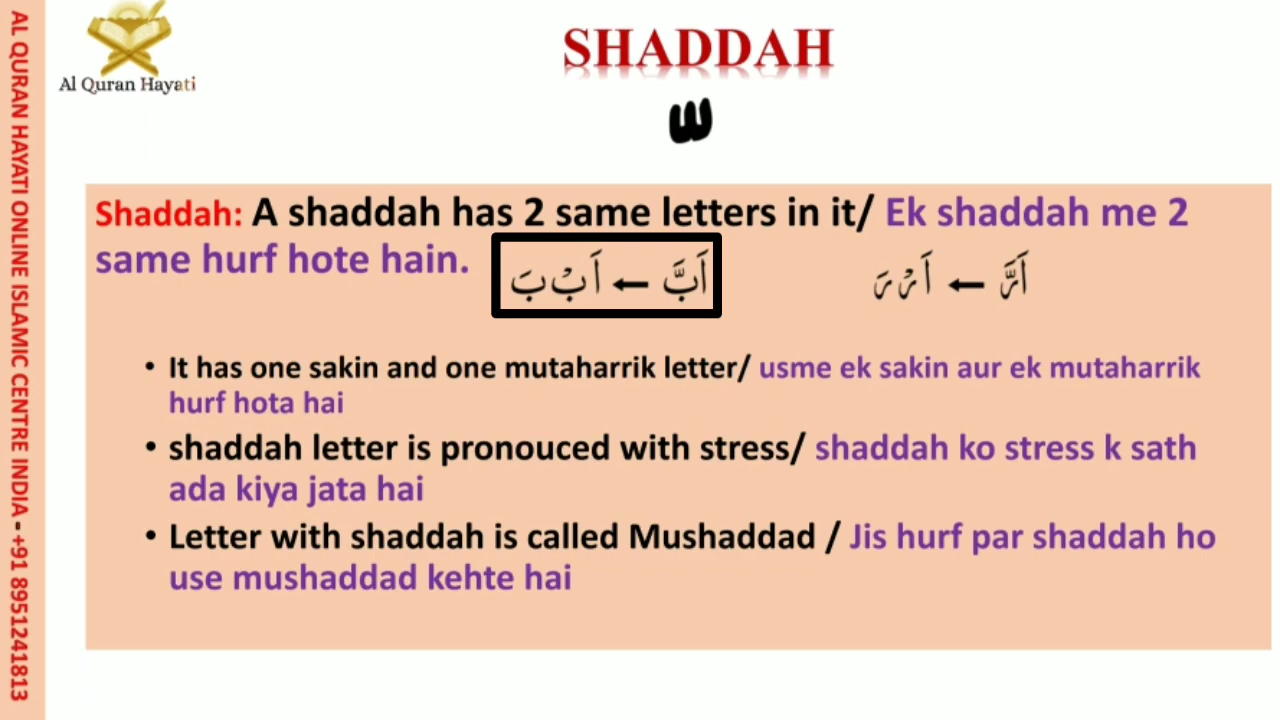 AL QURAN HAYATI ONLINE ISLAMIC CENTRE INDIA - +91 8951241813
Al Quran Hayati
SHADDAH
ّ
Shaddah: A shaddah has 2 same letters in it/ Ek shaddah me 2
same hurf hote hain.
اَبَّ ← اَبْ بَ
اَرَّ ← اَرْ رَ
• It has one sakin and one mutaharrik letter/ usme ek sakin aur ek mutaharrik
hurf hota hai
• shaddah letter is pronouced with stress/ shaddah ko stress k sath
ada kiya jata hai
• Letter with shaddah is called Mushaddad / Jis hurf par shaddah ho
use mushaddad kehte hai